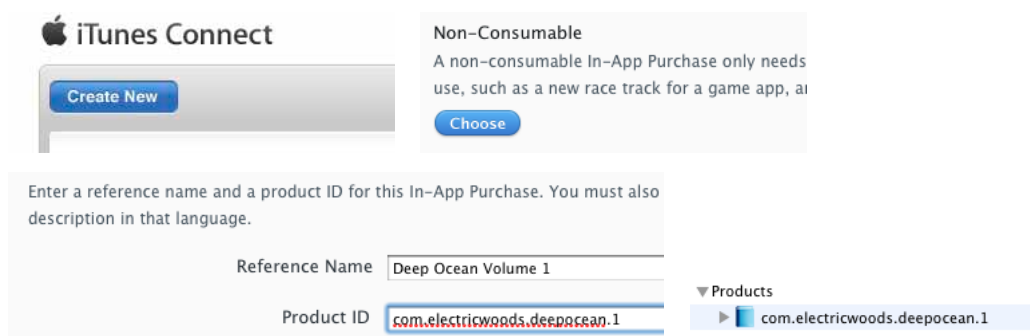 iTunes Connect
Create New
Non-Consumable
A non-consumable In-App Purchase only needs
use, such as a new race track for a game app,
Choose
Enter a reference name and a product ID for this In-App Purchase. You must also
description in that language.
Reference Name Deep Ocean Volume 1
Product ID com.electricwoods.deepocean.1
Products
com.electricwoods.deepocean.1